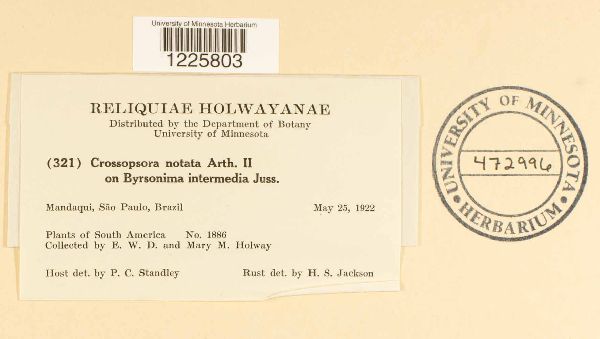 University of Minnesota Herbarium
1225803
RELIQUIAE HOLWAYANAE
Distributed by the Department of Botany
University of Minnesota
(321) Crossopsora notata Arth. II
on Byrsonima intermedia Juss.
Mandaqui, São Paulo, Brazil May 25, 1922
Plants of South America No. 1886
Collected by E. W. D. and Mary M. Holway
Host det. by P. C. Standley Rust det. by H. S. Jackson
UNIVERSITY OF MINNESOTA
472996
HERBARIUM